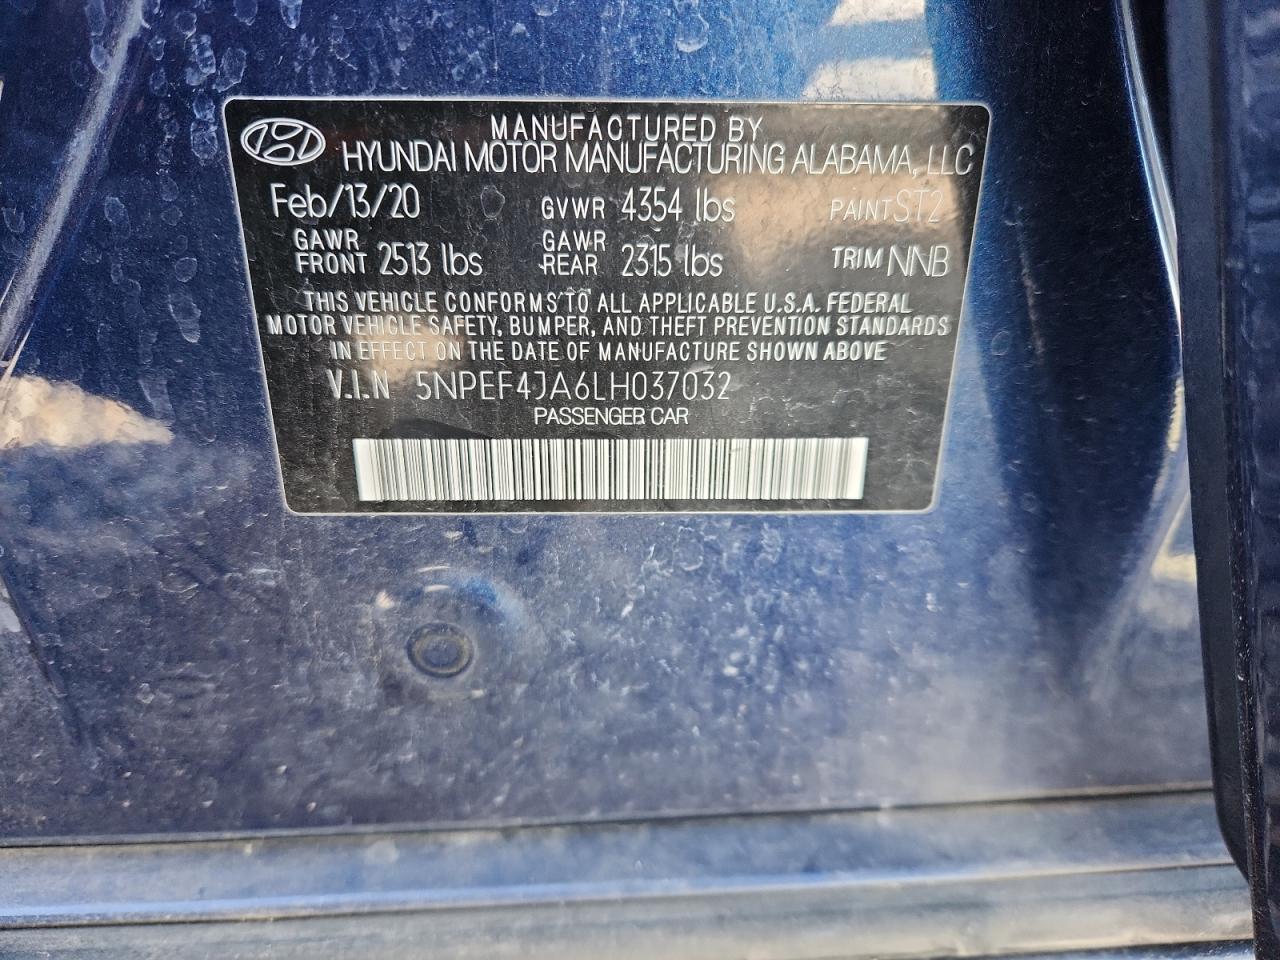 MANUFACTURED BY
HYUNDAI MOTOR MANUFACTURING ALABAMA, LLC
Feb/13/20 GVWR 4354 lbs PAINT ST2
GAWR FRONT 2513 lbs GAWR REAR 2315 lbs TRIM NNB
THIS VEHICLE CONFORMS TO ALL APPLICABLE U.S.A. FEDERAL
MOTOR VEHICLE SAFETY, BUMPER, AND THEFT PREVENTION STANDARDS
IN EFFECT ON THE DATE OF MANUFACTURE SHOWN ABOVE
V.I.N 5NPEF4JA6LH037032
PASSENGER CAR